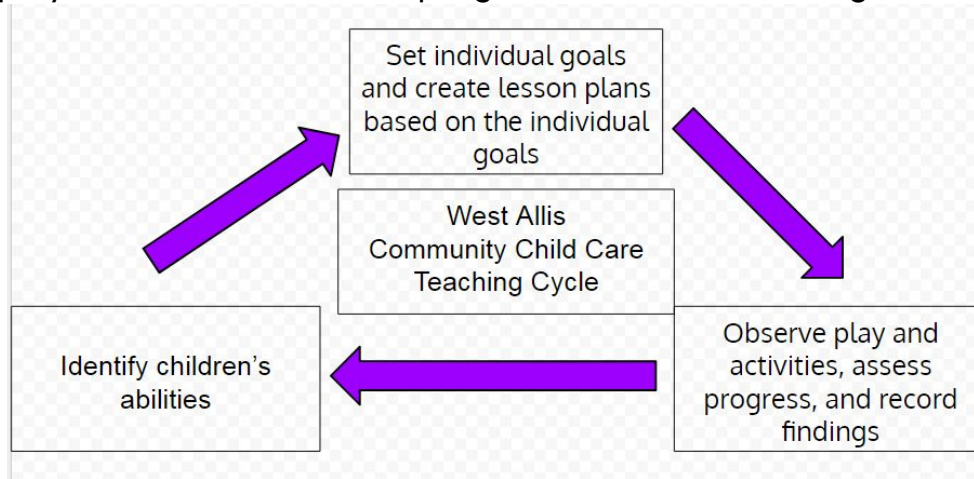 Set individual goals
and create lesson plans
based on the individual
goals
West Allis
Community Child Care
Teaching Cycle
Identify children's
abilities
Observe play and
activities, assess
progress, and record
findings